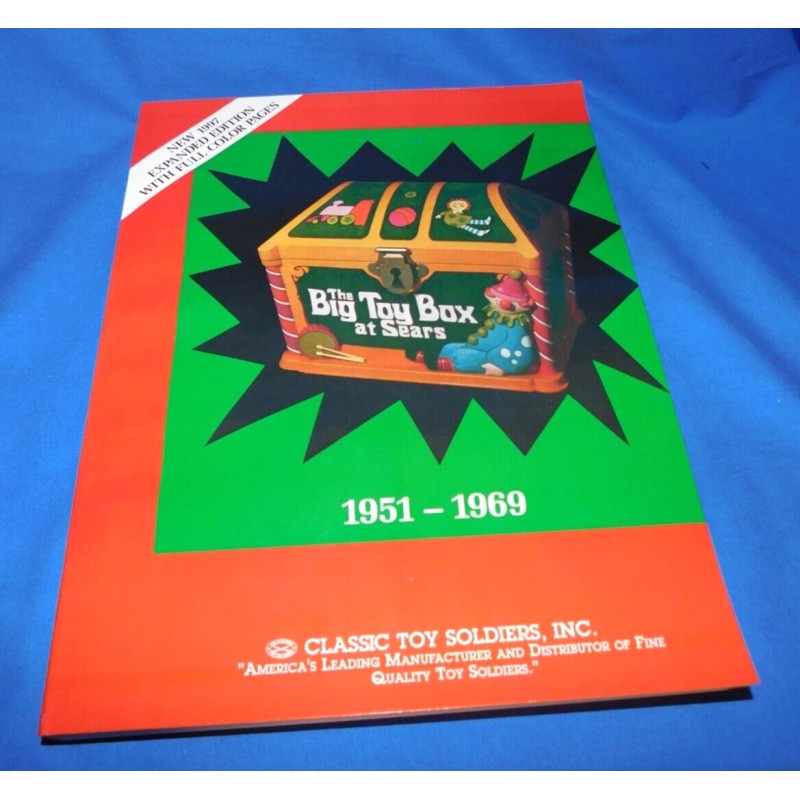 NEW 1997
EXPANDED EDITION
WITH FULL COLOR PAGES
The
Big Toy Box
at Sears
1951 – 1969
CLASSIC TOY SOLDIERS, INC.
"AMERICA'S LEADING MANUFACTURER AND DISTRIBUTOR OF FINE
QUALITY TOY SOLDIERS."